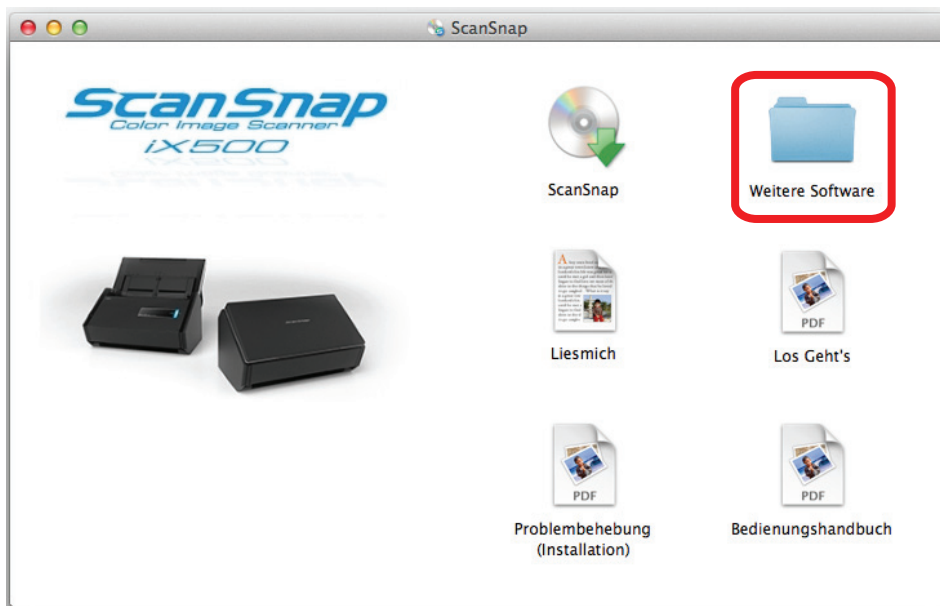 ScanSnap
ScanSnap
Color Image Scanner
iX500
ScanSnap
Weitere Software
Liesmich
PDF
Los Geht's
PDF
Problembehebung
(Installation)
PDF
Bedienungshandbuch